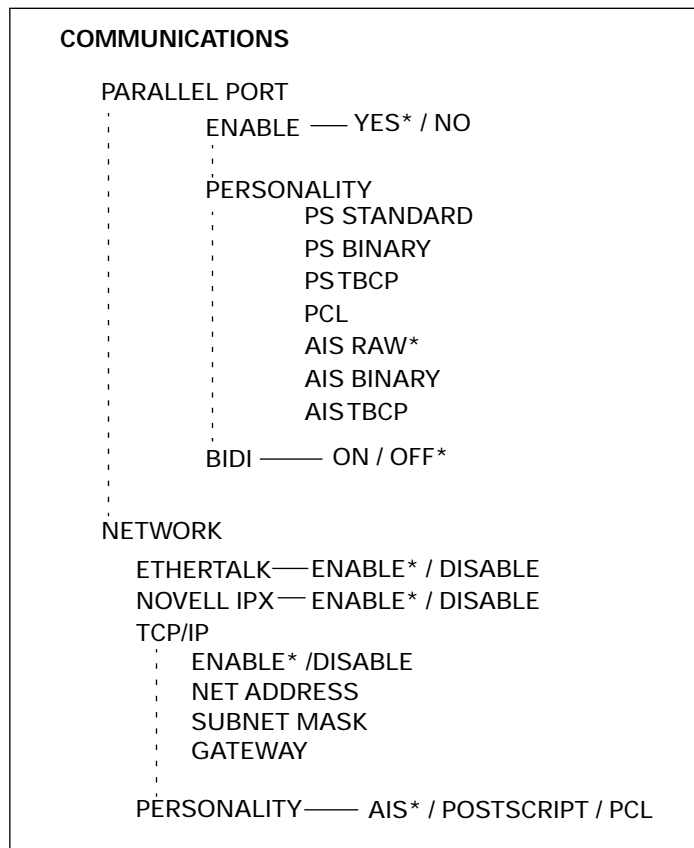 COMMUNICATIONS
PARALLEL PORT
ENABLE YES* / NO
PERSONALITY
PS STANDARD
PS BINARY
PS TBCP
PCL
AIS RAW*
AIS BINARY
AIS TBCP
BIDI ON / OFF*
NETWORK
ETHERTALK ENABLE* / DISABLE
NOVELL IPX ENABLE* / DISABLE
TCP/IP
ENABLE* /DISABLE
NET ADDRESS
SUBNET MASK
GATEWAY
PERSONALITY AIS* / POSTSCRIPT / PCL